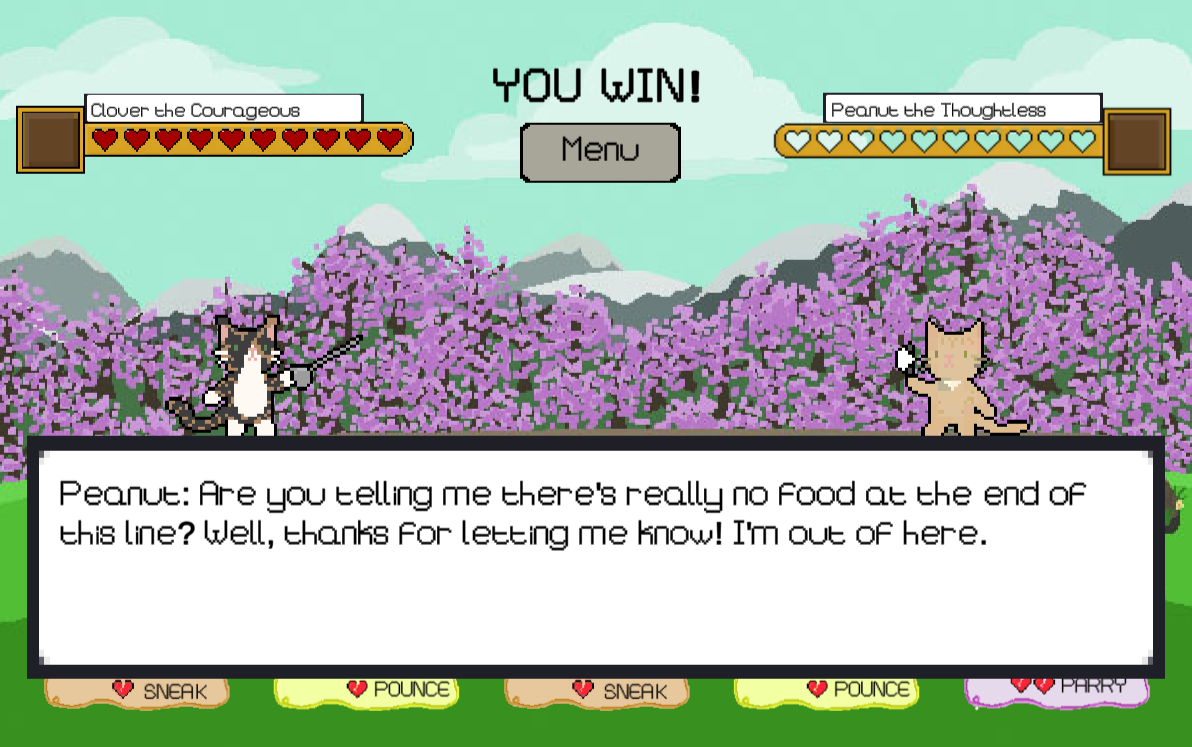 YOU WIN!
Clover the Courageous
Peanut the Thoughtless
Menu
Peanut: Are you telling me there's really no food at the end of
this line? Well, thanks for letting me know! I'm out of here.
SNEAK
POUNCE
SNEAK
POUNCE
PARRY